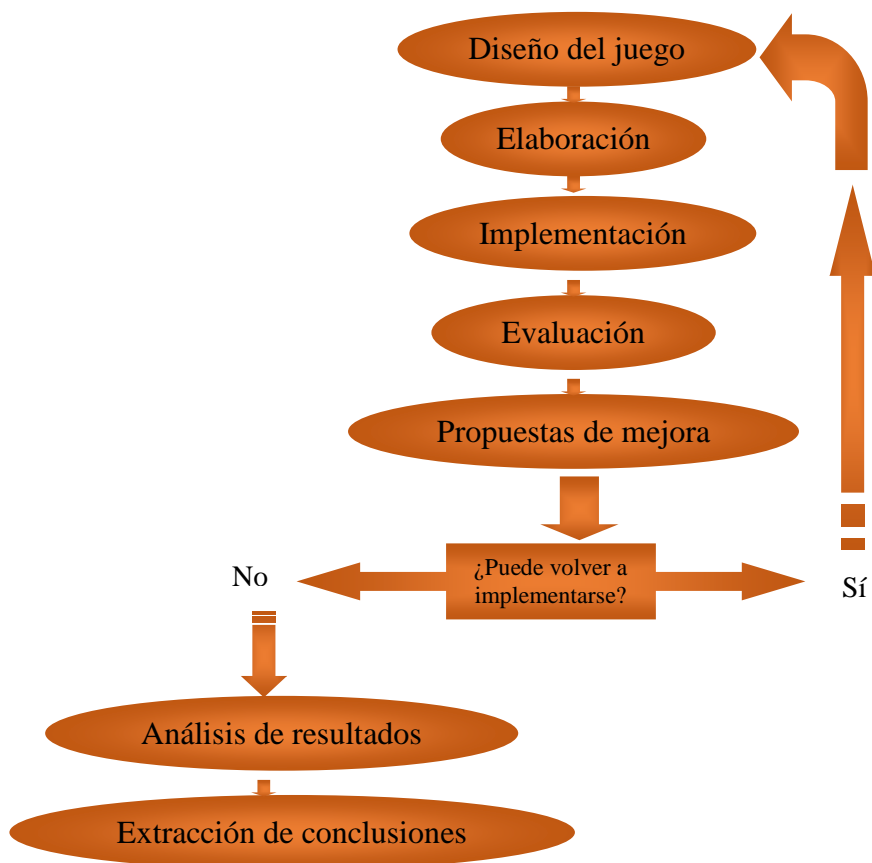 Diseño del juego
Elaboración
Implementación
Evaluación
Propuestas de mejora
¿Puede volver a
implementarse?
No
Sí
Análisis de resultados
Extracción de conclusiones